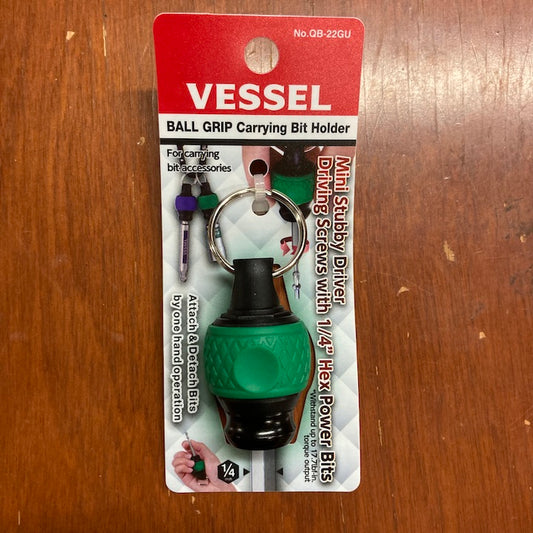 No.QB-22GU
VESSEL
BALL GRIP Carrying Bit Holder
For carrying
bit accessories
Mini Stubby Driver
Driving Screws with 1/4" Hex Power Bits
*Withstand up to 17.7lbf-in.
torque output
Attach & Detach Bits
by one hand operation
1/4